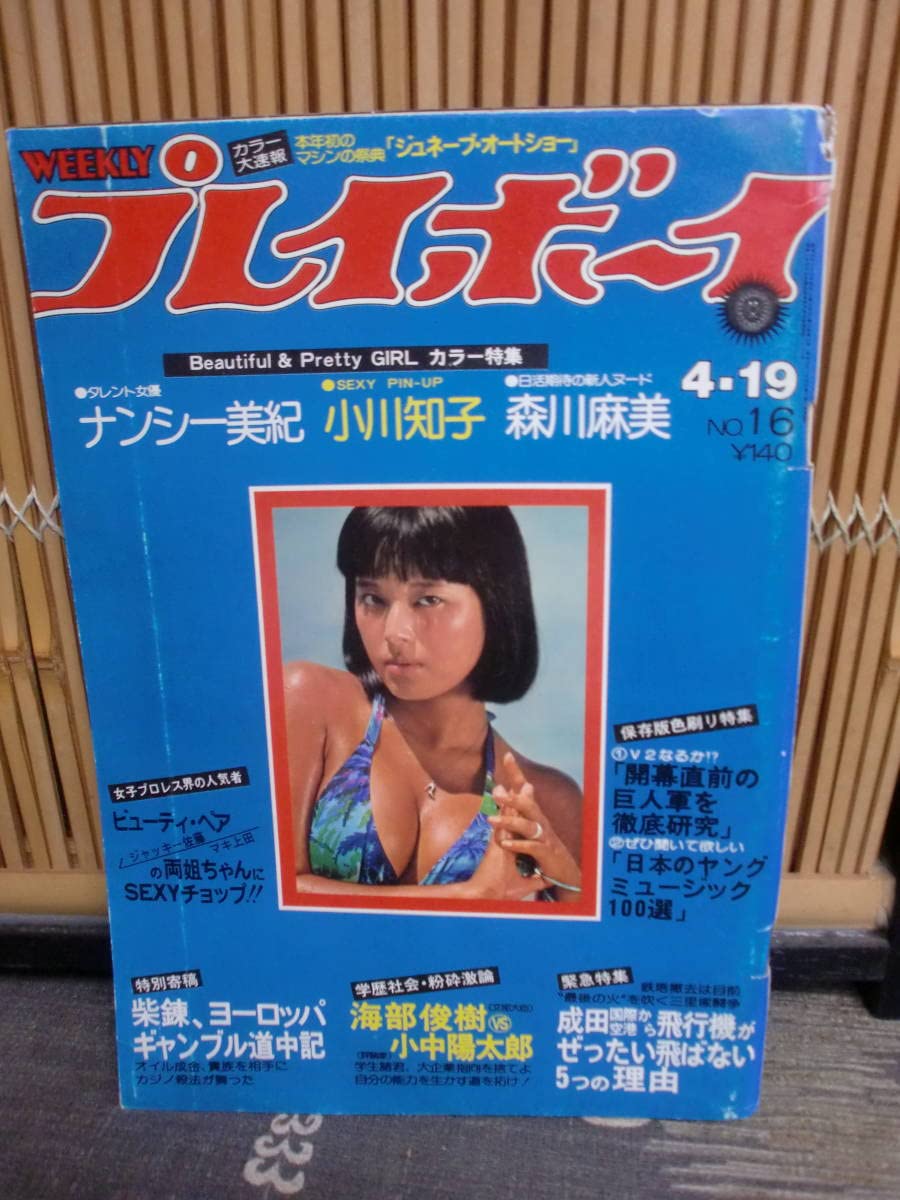 WEEKLY
カラー
大速報
本年初の
マシンの祭典「ジュネーブ・オートショー」
プレイボーイ
Beautiful & Pretty GIRL カラー特集
●タレント女優
ナンシー美紀
●SEXY PIN-UP
小川知子
●日活期待の新人ヌード
森川麻美
4・19
NO.16
¥140
保存版色刷り特集
①V2なるか!?
「開幕直前の
巨人軍を
徹底研究」
②ぜひ聞いて欲しい
「日本のヤング
ミュージック
100選」
女子プロレス界の人気者
ビューティ・ペア
ジャッキー佐藤
マキ上田
の両姐ちゃんに
SEXYチョップ!!
特別寄稿
柴錬、ヨーロッパ
ギャンブル道中記
オイル成金、貴族を相手に
カジノ殺法が舞った
学歴社会・粉砕激論
海部俊樹
(文部大臣)
VS
小中陽太郎
(評論家)
学生諸君、大企業指向を捨てよ
自分の能力を生かす道を拓け!
緊急特集
鉄塔撤去は目前
"最後の火"を吹く三里塚闘争
成田国際空港から飛行機が
ぜったい飛ばない
5つの理由
333